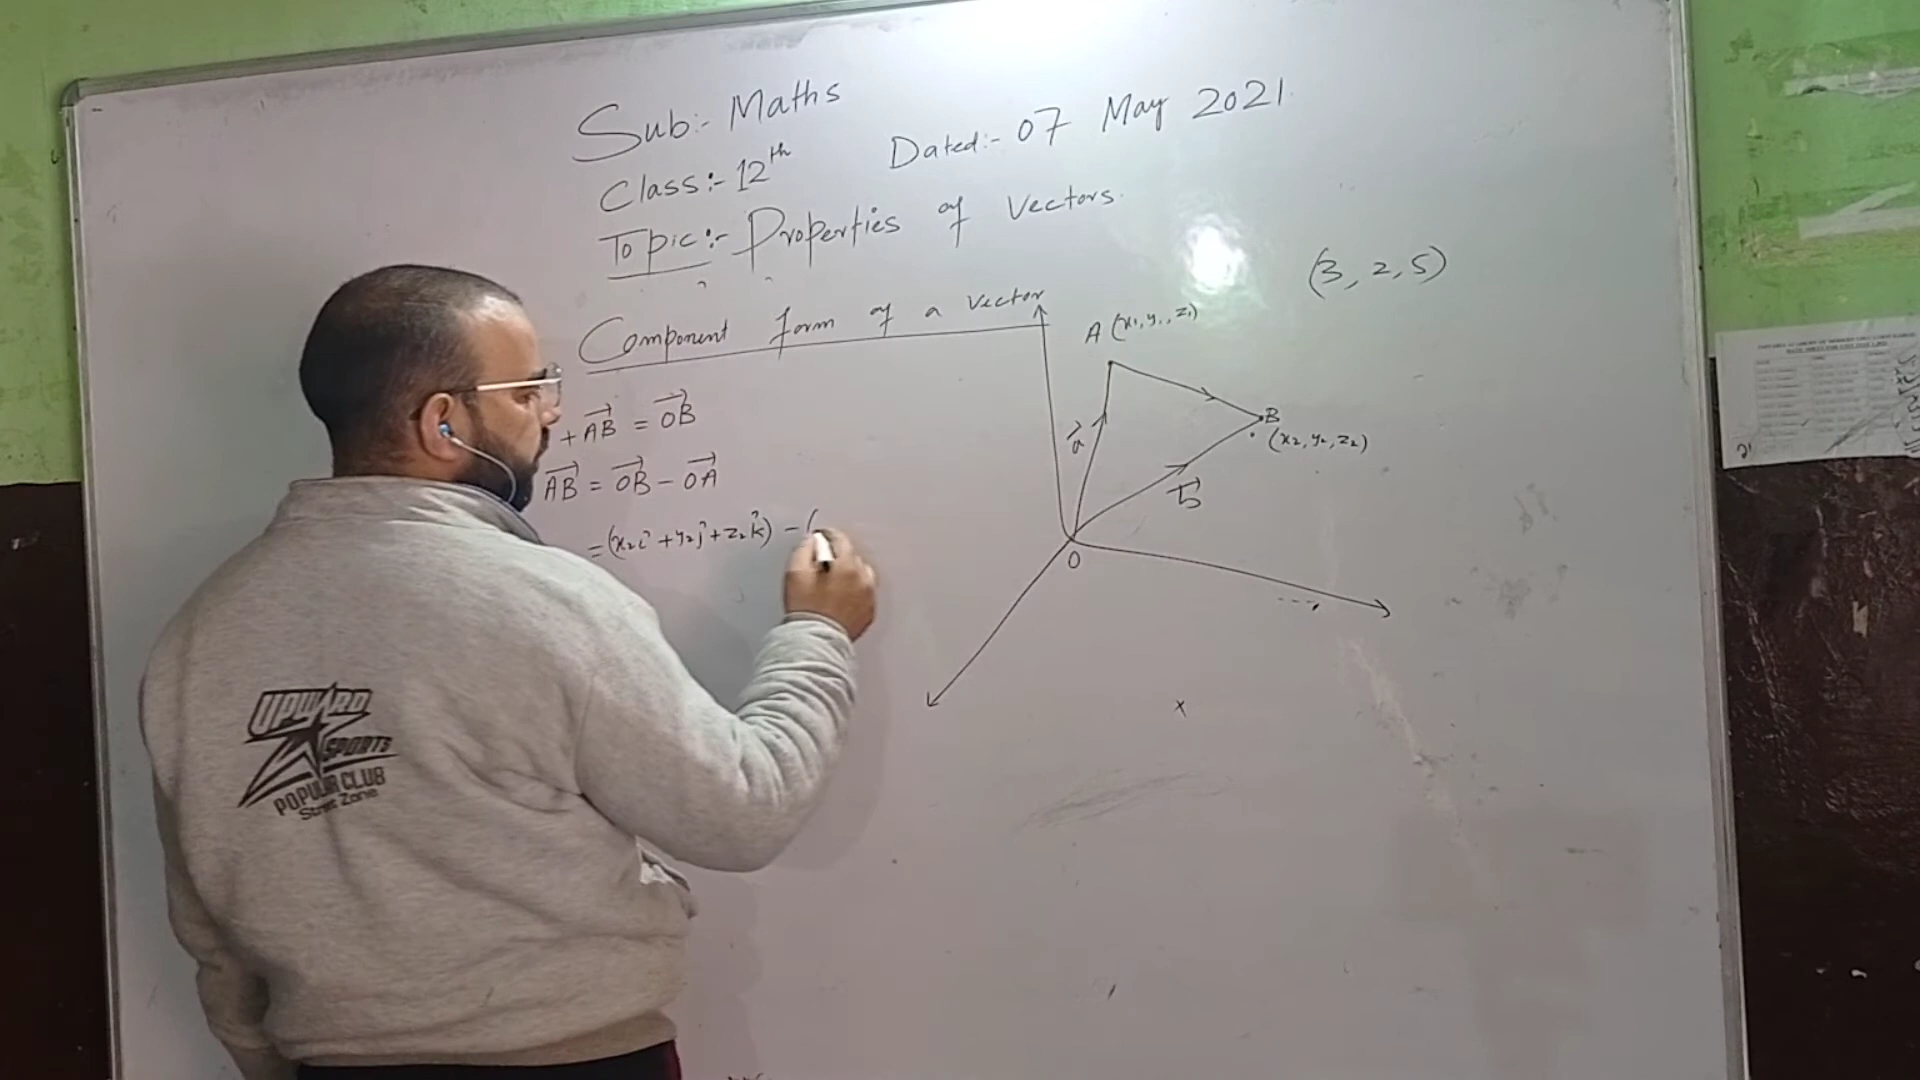 Sub:- Maths
Class:- 12th Dated:- 07 May 2021
Topic:- Properties of Vectors.
(3, 2, 5)
Component form of a Vector
A (x₁, y₁, z₁)
+ AB⃗ = OB⃗
B
(x₂, y₂, z₂)
a⃗
AB⃗ = OB⃗ - OA⃗
b⃗
= (x₂î + y₂ĵ + z₂k̂) - (
O
x
UPWARD
SPORTS
POPULAR CLUB
Street Zone